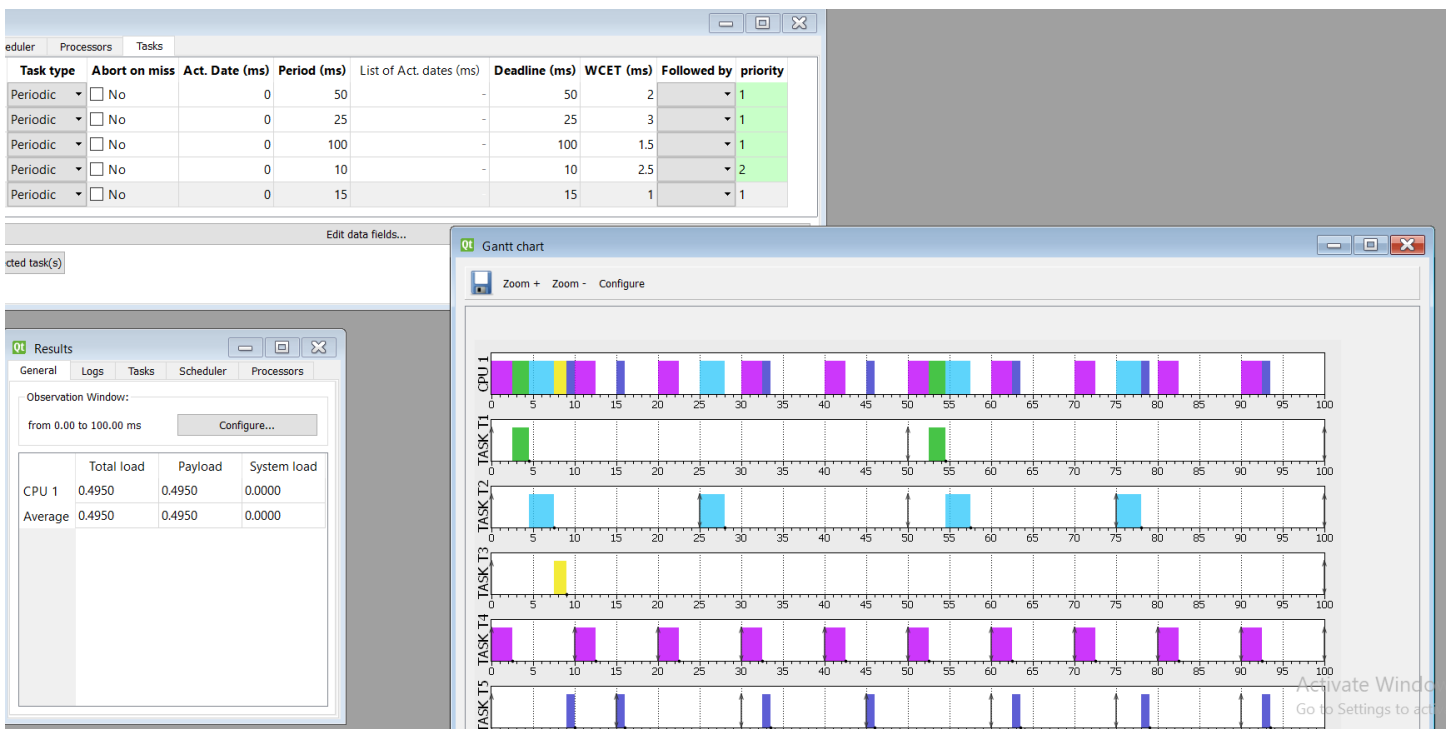 eduler Processors Tasks
Task type Abort on miss Act. Date (ms) Period (ms) List of Act. dates (ms) Deadline (ms) WCET (ms) Followed by priority
Periodic No 0 50 - 50 2 1
Periodic No 0 25 - 25 3 1
Periodic No 0 100 - 100 1.5 1
Periodic No 0 10 - 10 2.5 2
Periodic No 0 15 - 15 1 1
Edit data fields...
cted task(s)
Qt Gantt chart
Zoom + Zoom - Configure
Qt Results
General Logs Tasks Scheduler Processors
Observation Window:
from 0.00 to 100.00 ms Configure...
Total load Payload System load
CPU 1 0.4950 0.4950 0.0000
Average 0.4950 0.4950 0.0000
CPU 1
0 5 10 15 20 25 30 35 40 45 50 55 60 65 70 75 80 85 90 95 100
TASK T1
0 5 10 15 20 25 30 35 40 45 50 55 60 65 70 75 80 85 90 95 100
TASK T2
0 5 10 15 20 25 30 35 40 45 50 55 60 65 70 75 80 85 90 95 100
TASK T3
0 5 10 15 20 25 30 35 40 45 50 55 60 65 70 75 80 85 90 95 100
TASK T4
0 5 10 15 20 25 30 35 40 45 50 55 60 65 70 75 80 85 90 95 100
TASK T5
Activate Windo
Go to Settings to acti